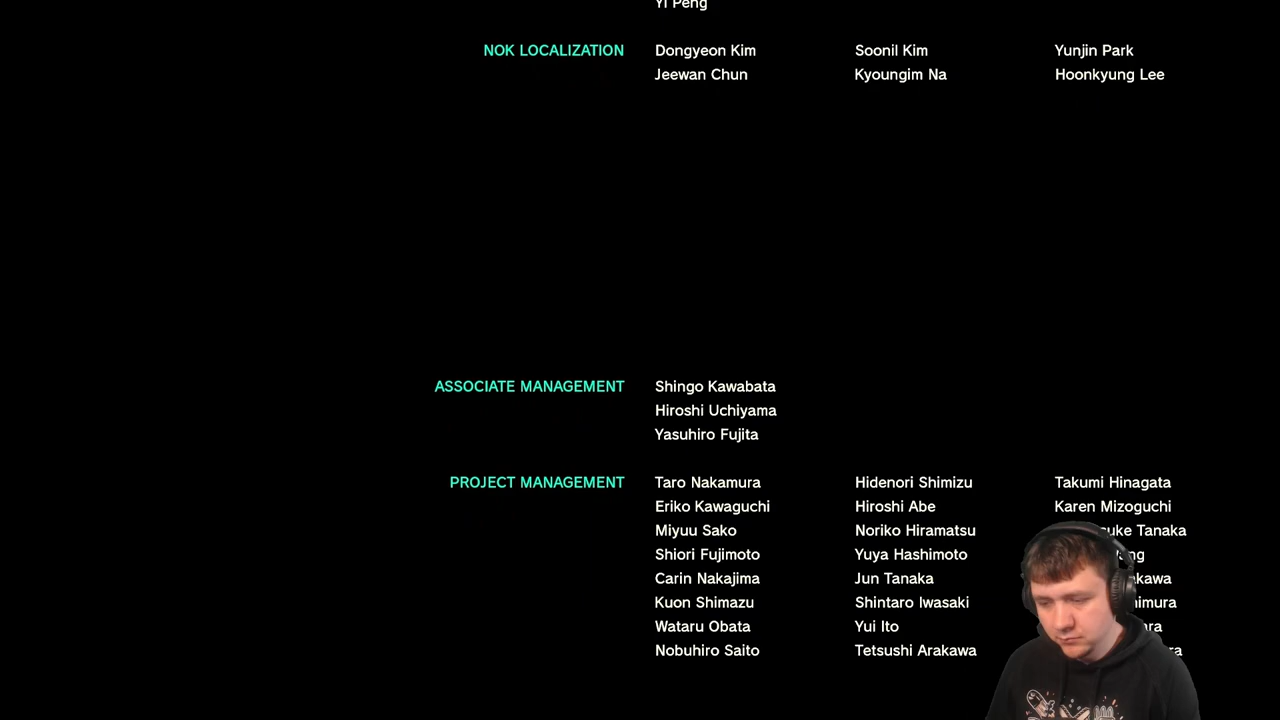 Yi Peng
NOK LOCALIZATION Dongyeon Kim Soonil Kim Yunjin Park
Jeewan Chun Kyoungim Na Hoonkyung Lee
ASSOCIATE MANAGEMENT Shingo Kawabata
Hiroshi Uchiyama
Yasuhiro Fujita
PROJECT MANAGEMENT Taro Nakamura Hidenori Shimizu Takumi Hinagata
Eriko Kawaguchi Hiroshi Abe Karen Mizoguchi
Miyuu Sako Noriko Hiramatsu Tanaka
Shiori Fujimoto Yuya Hashimoto
Carin Nakajima Jun Tanaka
Kuon Shimazu Shintaro Iwasaki
Wataru Obata Yui Ito
Nobuhiro Saito Tetsushi Arakawa